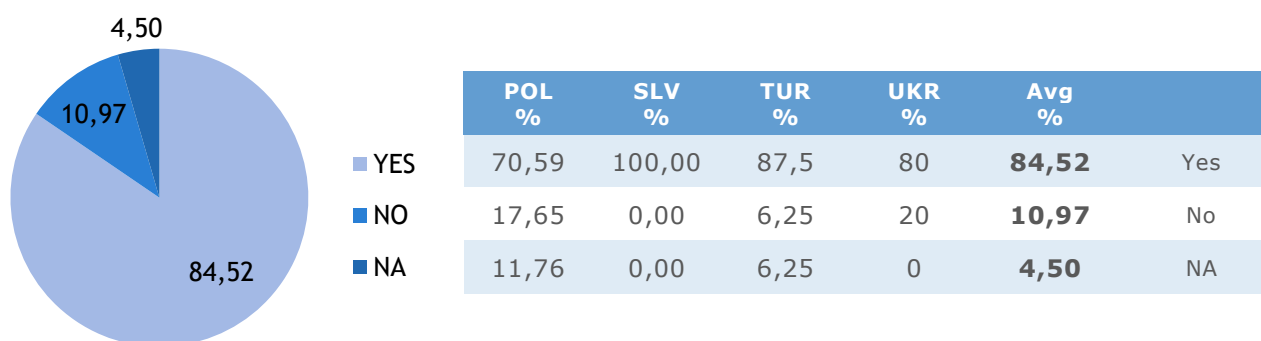 4,50
10,97
84,52
YES
NO
NA
POL % SLV % TUR % UKR % Avg %
70,59 100,00 87,5 80 84,52 Yes
17,65 0,00 6,25 20 10,97 No
11,76 0,00 6,25 0 4,50 NA